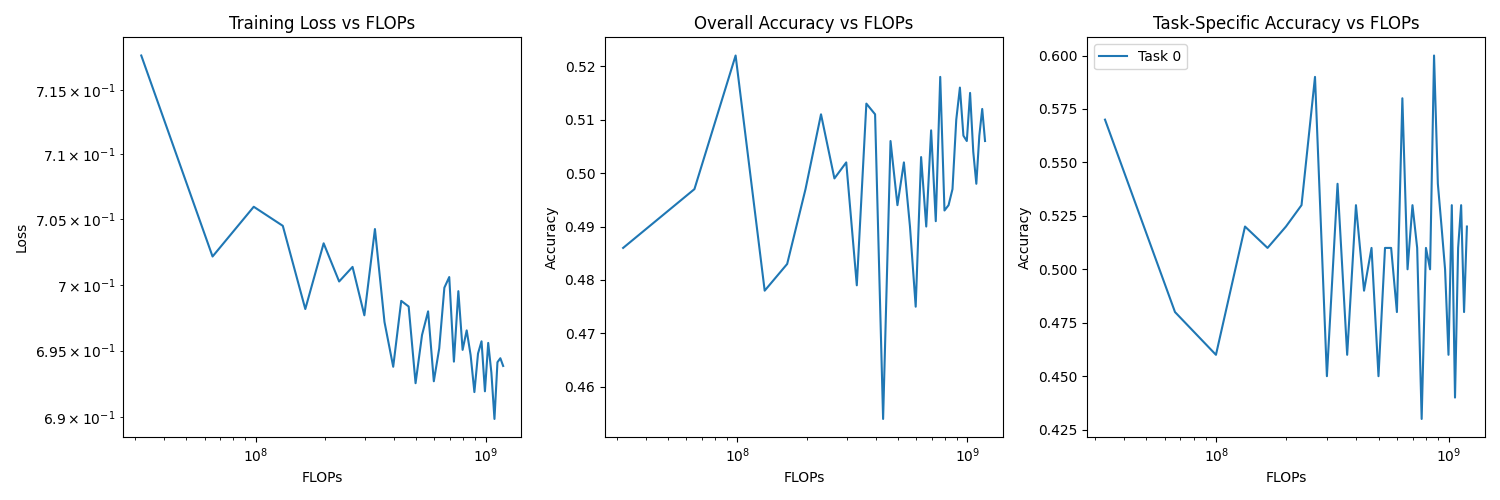 Training Loss vs FLOPs
7.15 × 10⁻¹
7.1 × 10⁻¹
7.05 × 10⁻¹
7 × 10⁻¹
6.95 × 10⁻¹
6.9 × 10⁻¹
Loss
10⁸
10⁹
FLOPs
Overall Accuracy vs FLOPs
0.52
0.51
0.50
0.49
0.48
0.47
0.46
Accuracy
10⁸
10⁹
FLOPs
Task-Specific Accuracy vs FLOPs
Task 0
0.600
0.575
0.550
0.525
0.500
0.475
0.450
0.425
Accuracy
10⁸
10⁹
FLOPs